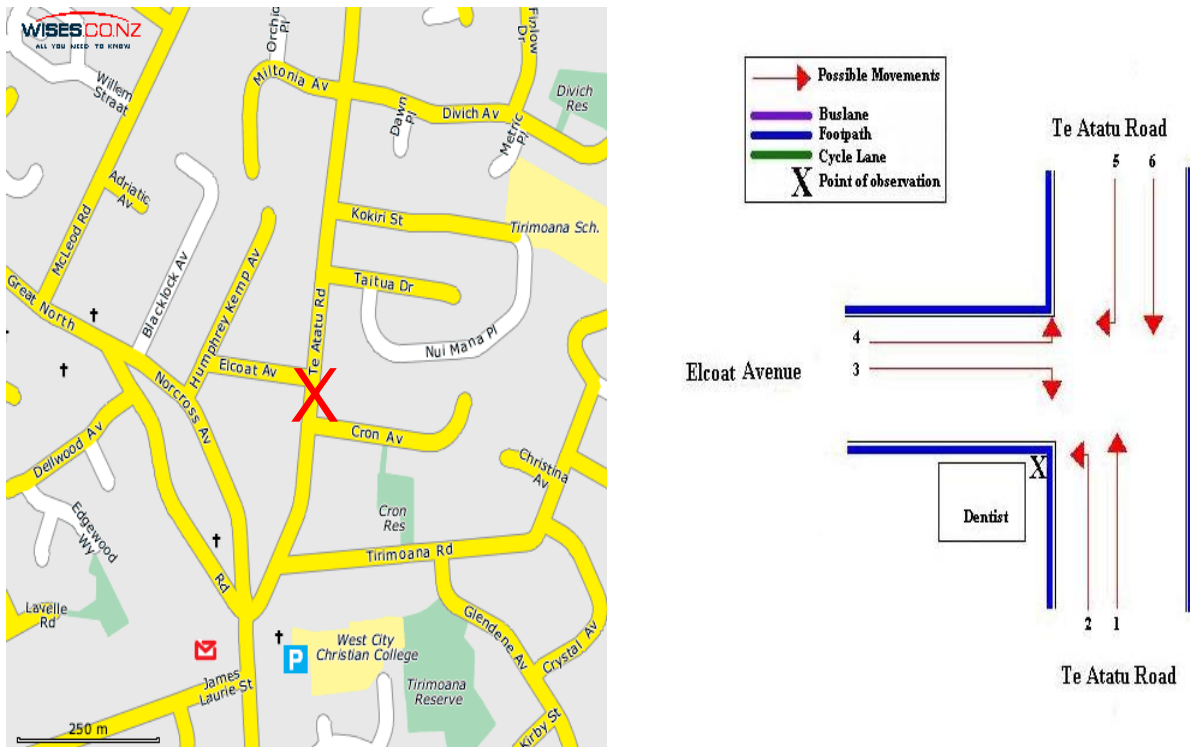 WISES.CO.NZ
ALL YOU NEED TO KNOW
Orchid
Pl
Finlow
Dr
Miltonia Av
Willem
Straat
Dawn
Pl
Divich Av
Metric
Pl
Divich
Res
Adriatic
Av
McLeod Rd
Kokiri St
Tirimoana Sch.
Blacklock Av
Humphrey Kemp Av
Te Atatu Rd
Taitua Dr
Great North
Nui Mana Pl
Elcoat Av
X
Norcross Av
Cron Av
Dellwood Av
Christina
Av
Edgewood
Wy
Cron
Res
Tirimoana Rd
Rd
Lavelle
Rd
Glendene Av
Crystal Av
West City
Christian College
P
James
Laurie St
Tirimoana
Reserve
Kirby St
250 m
Possible Movements
Buslane
Footpath
Cycle Lane
X Point of observation
Te Atatu Road
5 6
4
3
Elcoat Avenue
X
Dentist
2 1
Te Atatu Road